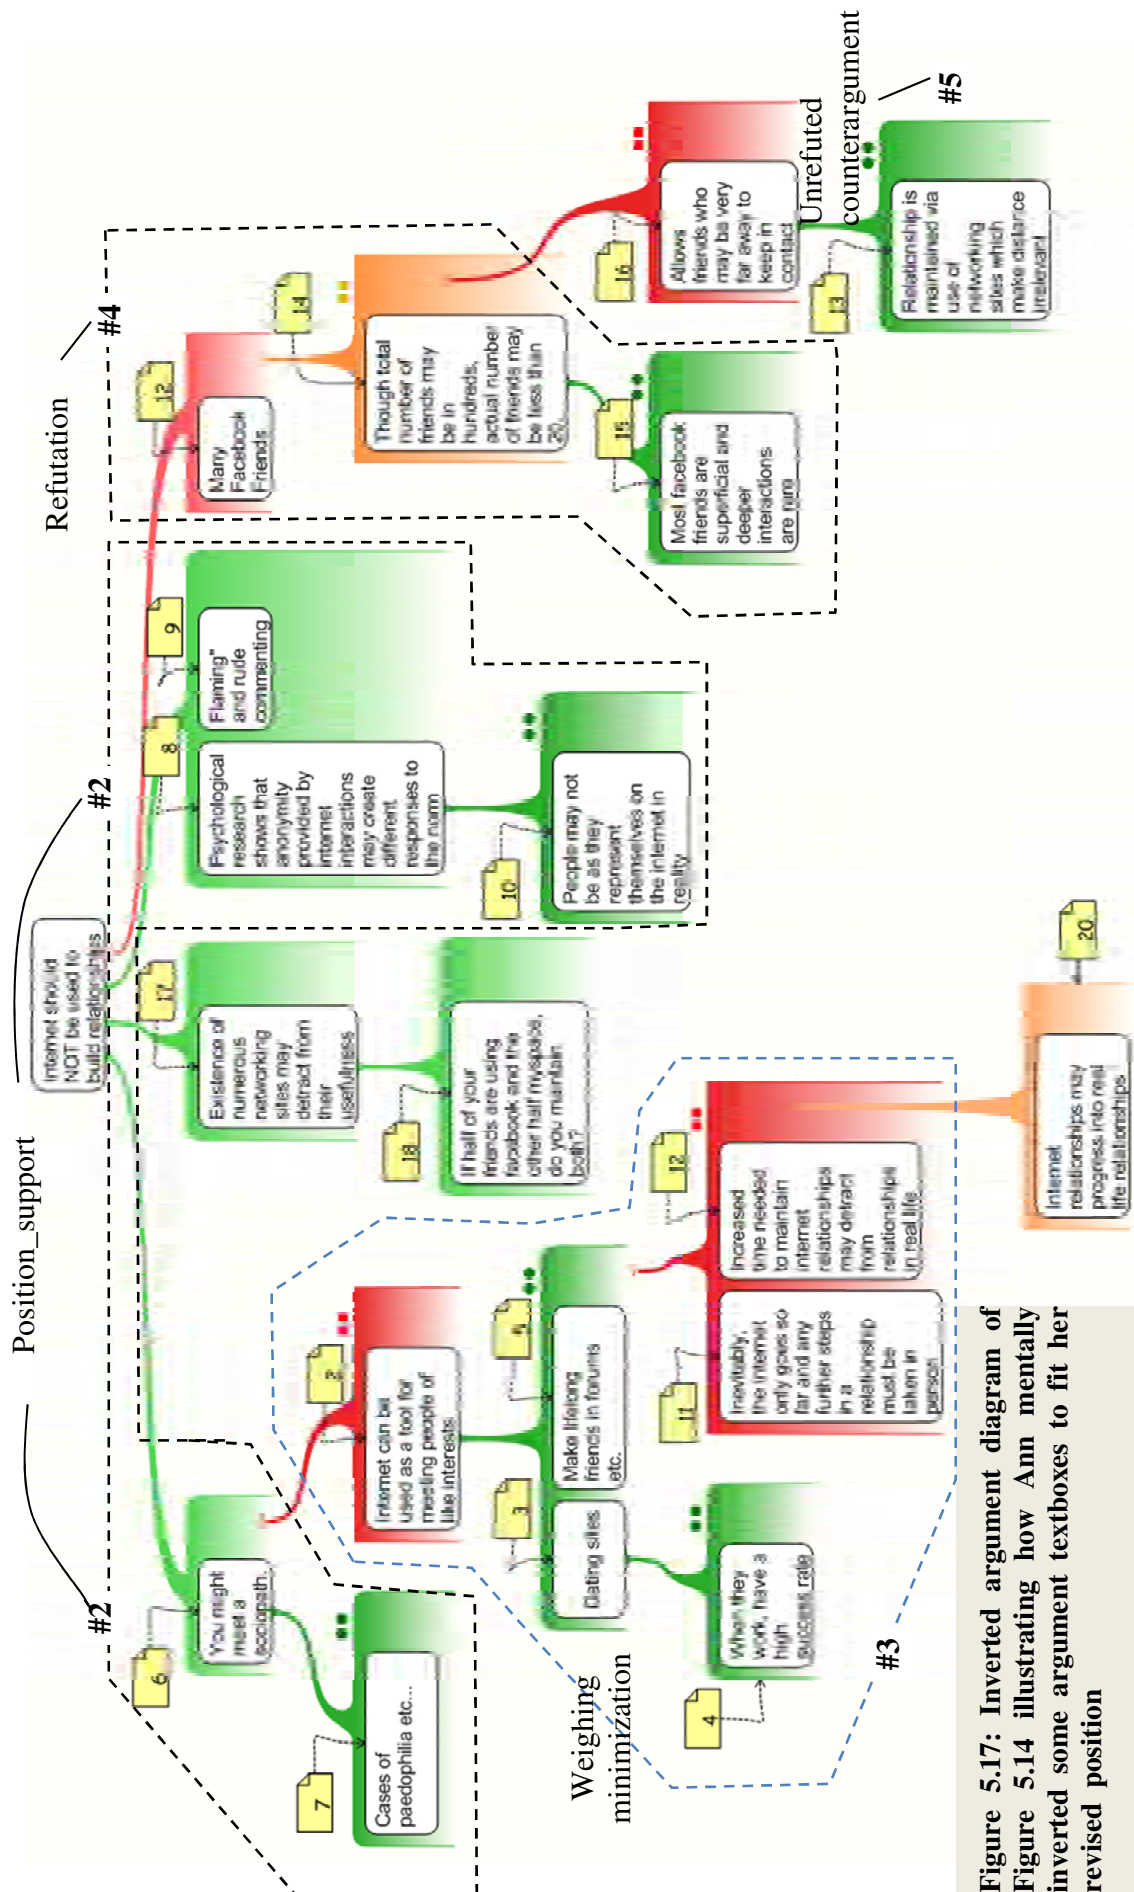 Position_support
#2
#2
Refutation
#4
Internet should
NOT be used to
build relationships
6
You might
meet a
sociopath.
7
Cases of
paedophilia etc...
2
Internet can be
used as a tool for
meeting people of
like interests
3
Dating sites
5
Make lifelong
friends in forums
etc.
4
When they
work, have a
high
success rate
11
Inevitably,
the internet
only goes so
far and any
further steps
in a
relationship
must be
taken in
person
12
Increased
time needed
to maintain
internet
relationships
may detract
from
relationships
in real life
20
Internet
relationships may
progress into real
life relationships
Weighing
minimization
#3
17
Existence of
numerous
networking
sites may
detract from
their
usefulness
18
If half of your
friends are using
facebook and the
other half myspace,
do you maintain
both?
8
Psychological
research
shows that
anonymity
provided by
internet
interactions
may create
different
responses to
the norm
9
Flaming"
and rude
commenting
10
People may not
be as they
represent
themselves on
the internet in
reality
12
Many
Facebook
Friends
14
Though total
number of
friends may
be in
hundreds,
actual number
of friends may
be less than
20.
15
Most facebook
friends are
superficial and
deeper
interactions
are rare
16
Allows
friends who
may be very
far away to
keep in
contact
Unrefuted
counterargument
#5
13
Relationship is
maintained via
use of
networking
sites which
make distance
irrelevant
Figure 5.17: Inverted argument diagram of
Figure 5.14 illustrating how Ann mentally
inverted some argument textboxes to fit her
revised position